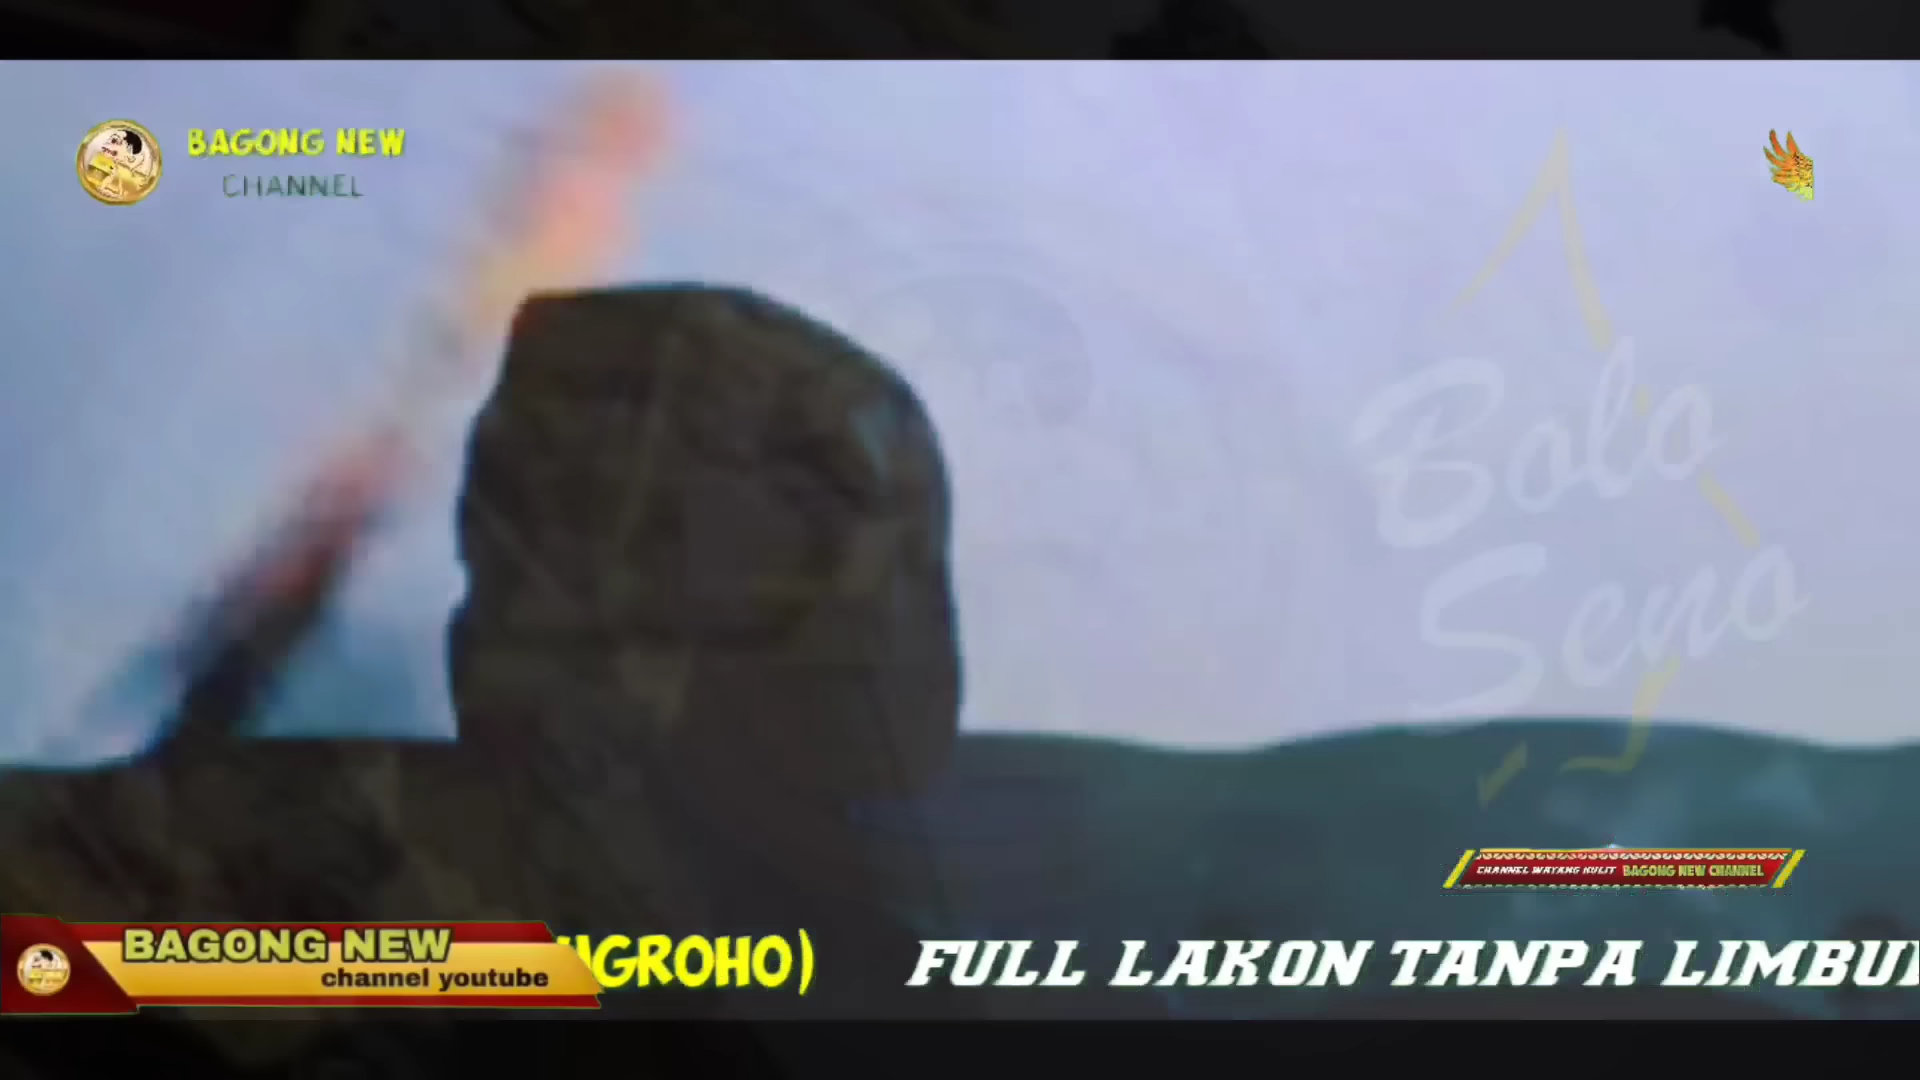 BAGONG NEW
CHANNEL
Bolo
Seno
CHANNEL WAYANG KULIT BAGONG NEW CHANNEL
BAGONG NEW
channel youtube
UGROHO) FULL LAKON TANPA LIMBU